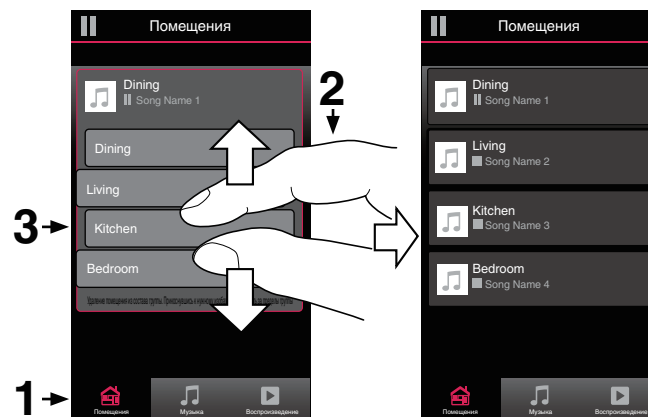 Помещения
Dining
Song Name 1
Dining
Living
Kitchen
Bedroom
Помещения
Музыка
Воспроизведение
1
2
3
Помещения
Dining
Song Name 1
Living
Song Name 2
Kitchen
Song Name 3
Bedroom
Song Name 4
Помещения
Музыка
Воспроизведение